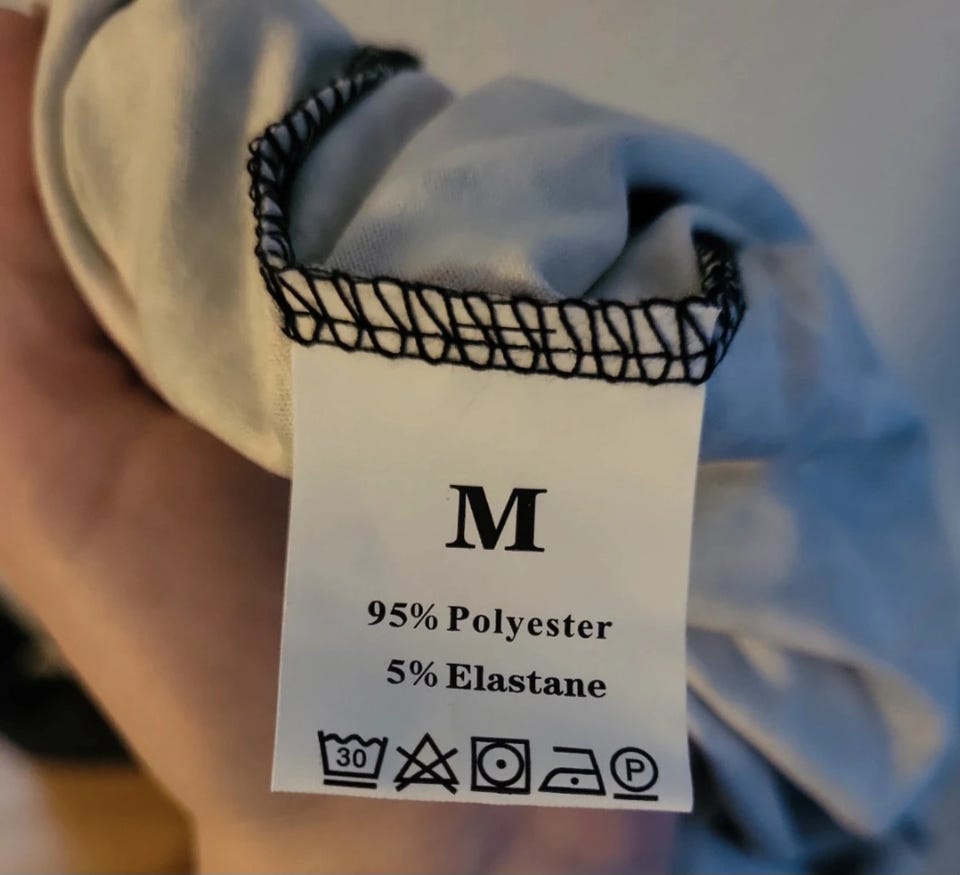 M
95% Polyester
5% Elastane
30 P